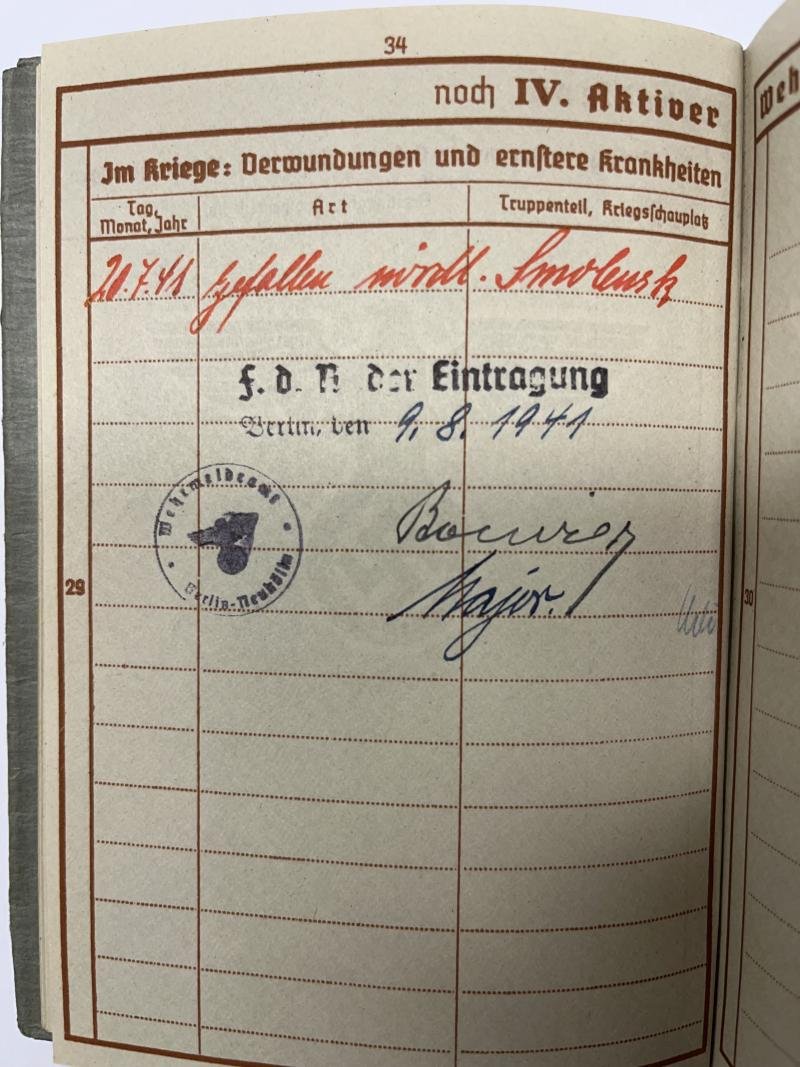 34
noch IV. Aktiver
Im Kriege: Verwundungen und ernstere Krankheiten
Tag, Monat, Jahr
Art
Truppenteil, Kriegsschauplatz
20.7.41 gefallen nördl. Smolensk
f. d. R der Eintragung
Berlin, den 9. 8. 1941
Wehrmeldeamt
Berlin-Neukölln
Major.
29
30
weh